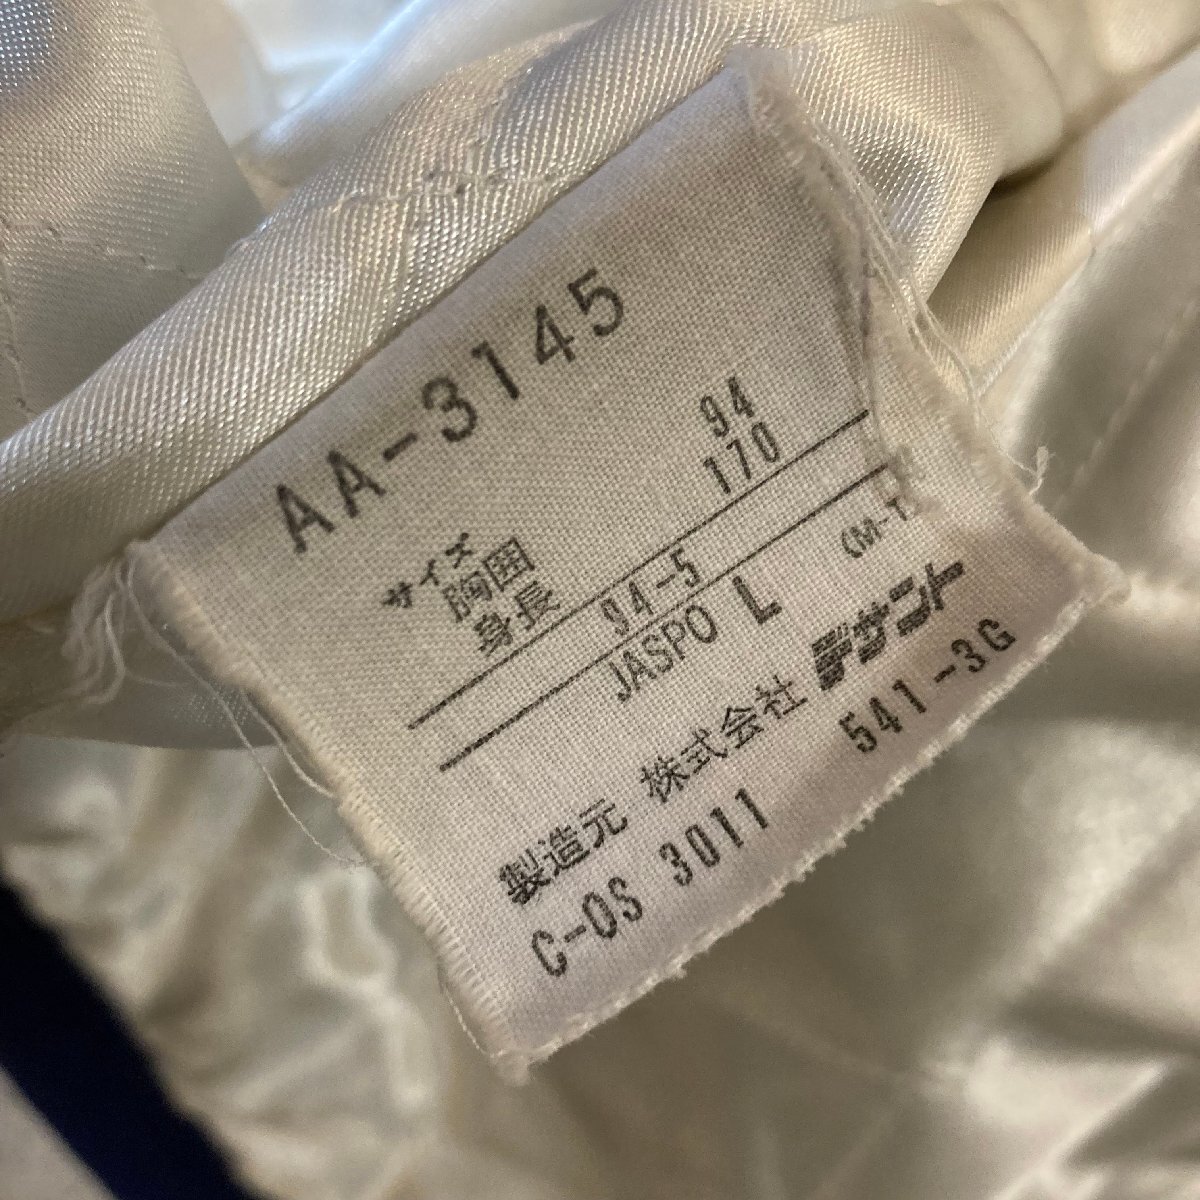 AA-3145
サイズ
胸囲 94
身長 170
94-5
JASPO L (M-T
製造元 株式会社 デサント
C-OS 3011 541-3G